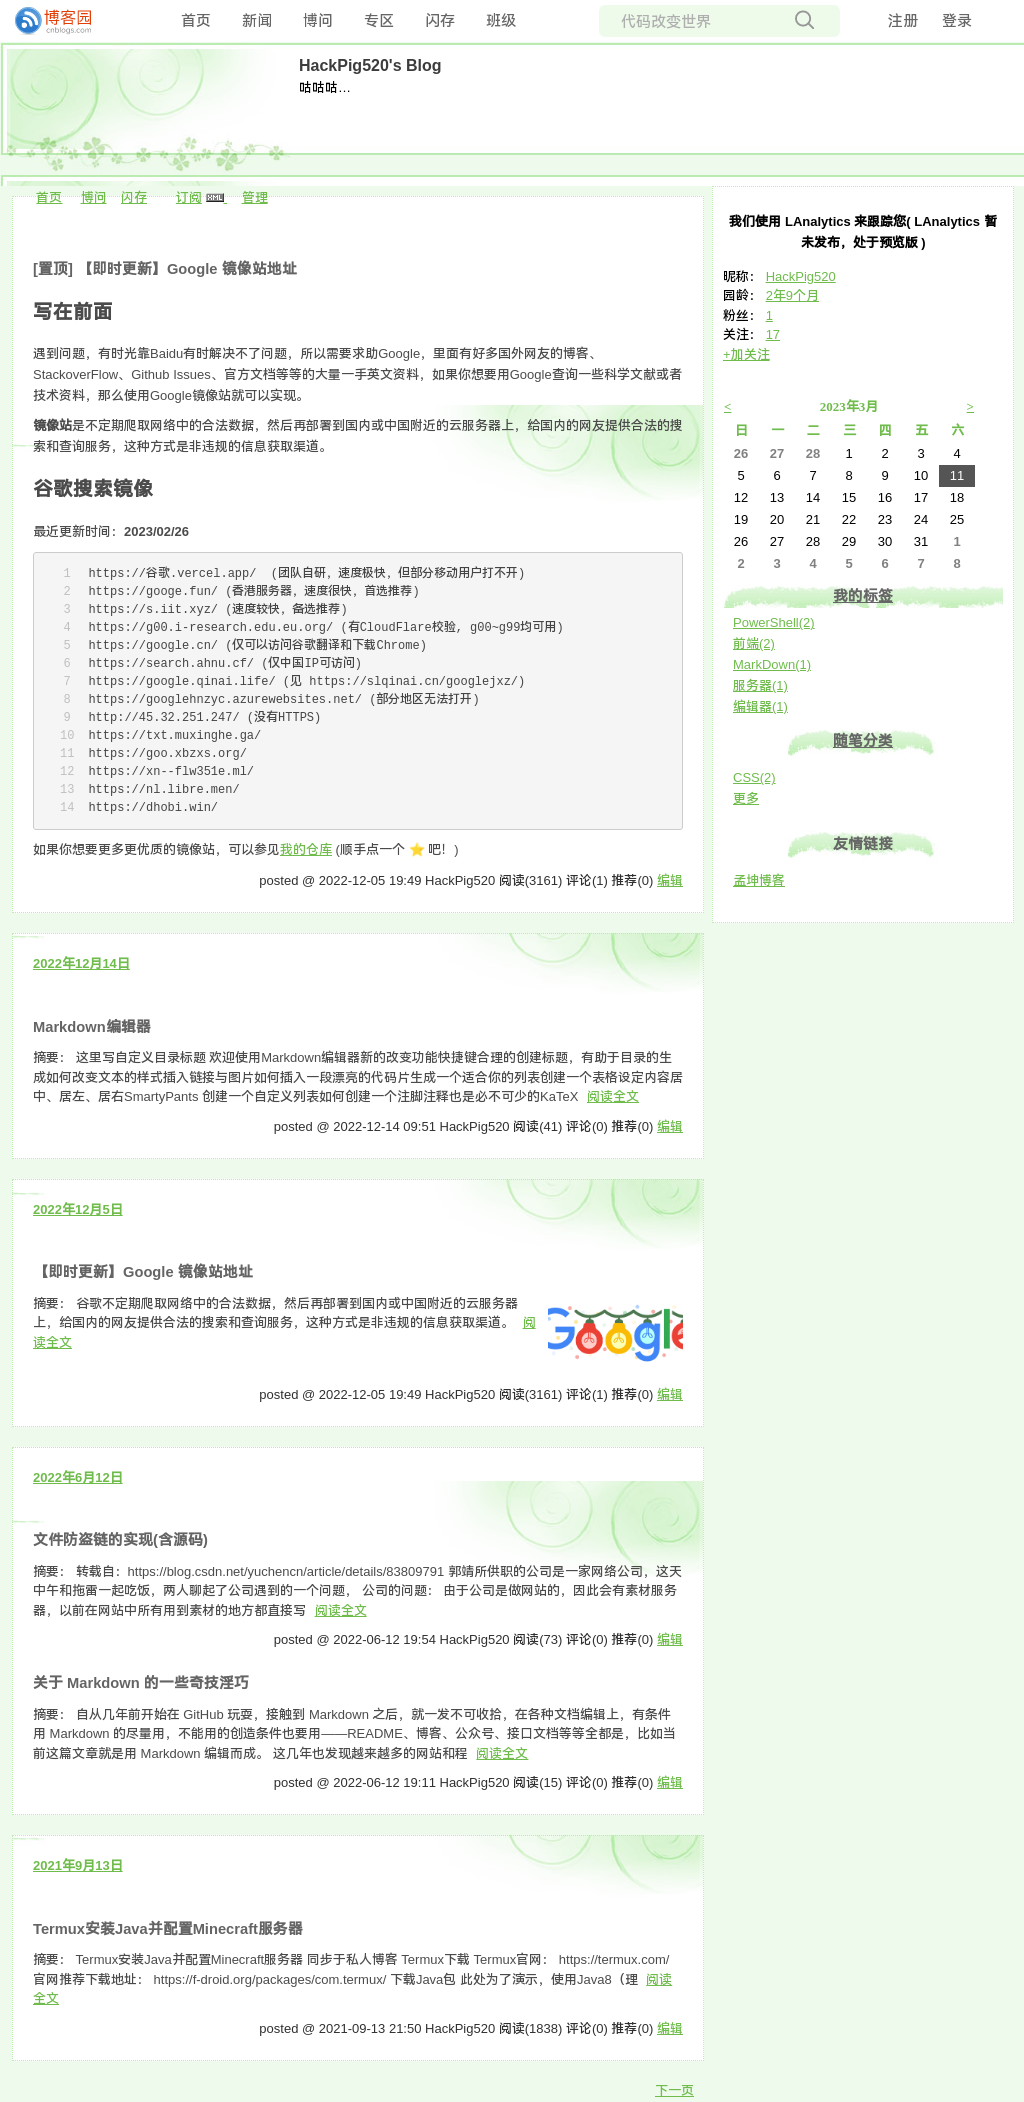 博客园
cnblogs.com
首页 新闻 博问 专区 闪存 班级
代码改变世界
注册 登录
HackPig520's Blog
咕咕咕…
首页 博问 闪存 订阅 XML 管理
[置顶] 【即时更新】Google 镜像站地址
写在前面
遇到问题，有时光靠Baidu有时解决不了问题，所以需要求助Google，里面有好多国外网友的博客、
StackoverFlow、Github Issues、官方文档等等的大量一手英文资料，如果你想要用Google查询一些科学文献或者
技术资料，那么使用Google镜像站就可以实现。
镜像站是不定期爬取网络中的合法数据，然后再部署到国内或中国附近的云服务器上，给国内的网友提供合法的搜
索和查询服务，这种方式是非违规的信息获取渠道。
谷歌搜索镜像
最近更新时间：2023/02/26
1 https://谷歌.vercel.app/ (团队自研，速度极快，但部分移动用户打不开)
2 https://googe.fun/ (香港服务器，速度很快，首选推荐)
3 https://s.iit.xyz/ (速度较快，备选推荐)
4 https://g00.i-research.edu.eu.org/ (有CloudFlare校验, g00~g99均可用)
5 https://google.cn/ (仅可以访问谷歌翻译和下载Chrome)
6 https://search.ahnu.cf/ (仅中国IP可访问)
7 https://google.qinai.life/ (见 https://slqinai.cn/googlejxz/)
8 https://googlehnzyc.azurewebsites.net/ (部分地区无法打开)
9 http://45.32.251.247/ (没有HTTPS)
10 https://txt.muxinghe.ga/
11 https://goo.xbzxs.org/
12 https://xn--flw351e.ml/
13 https://nl.libre.men/
14 https://dhobi.win/
如果你想要更多更优质的镜像站，可以参见我的仓库 (顺手点一个 ⭐ 吧！)
posted @ 2022-12-05 19:49 HackPig520 阅读(3161) 评论(1) 推荐(0) 编辑
2022年12月14日
Markdown编辑器
摘要： 这里写自定义目录标题 欢迎使用Markdown编辑器新的改变功能快捷键合理的创建标题，有助于目录的生
成如何改变文本的样式插入链接与图片如何插入一段漂亮的代码片生成一个适合你的列表创建一个表格设定内容居
中、居左、居右SmartyPants 创建一个自定义列表如何创建一个注脚注释也是必不可少的KaTeX 阅读全文
posted @ 2022-12-14 09:51 HackPig520 阅读(41) 评论(0) 推荐(0) 编辑
2022年12月5日
【即时更新】Google 镜像站地址
摘要： 谷歌不定期爬取网络中的合法数据，然后再部署到国内或中国附近的云服务器
上，给国内的网友提供合法的搜索和查询服务，这种方式是非违规的信息获取渠道。 阅
读全文
Google
posted @ 2022-12-05 19:49 HackPig520 阅读(3161) 评论(1) 推荐(0) 编辑
2022年6月12日
文件防盗链的实现(含源码)
摘要： 转载自：https://blog.csdn.net/yuchencn/article/details/83809791 郭靖所供职的公司是一家网络公司，这天
中午和拖雷一起吃饭，两人聊起了公司遇到的一个问题， 公司的问题： 由于公司是做网站的，因此会有素材服务
器，以前在网站中所有用到素材的地方都直接写 阅读全文
posted @ 2022-06-12 19:54 HackPig520 阅读(73) 评论(0) 推荐(0) 编辑
关于 Markdown 的一些奇技淫巧
摘要： 自从几年前开始在 GitHub 玩耍，接触到 Markdown 之后，就一发不可收拾，在各种文档编辑上，有条件
用 Markdown 的尽量用，不能用的创造条件也要用——README、博客、公众号、接口文档等等全都是，比如当
前这篇文章就是用 Markdown 编辑而成。 这几年也发现越来越多的网站和程 阅读全文
posted @ 2022-06-12 19:11 HackPig520 阅读(15) 评论(0) 推荐(0) 编辑
2021年9月13日
Termux安装Java并配置Minecraft服务器
摘要： Termux安装Java并配置Minecraft服务器 同步于私人博客 Termux下载 Termux官网： https://termux.com/
官网推荐下载地址： https://f-droid.org/packages/com.termux/ 下载Java包 此处为了演示，使用Java8（理 阅读
全文
posted @ 2021-09-13 21:50 HackPig520 阅读(1838) 评论(0) 推荐(0) 编辑
下一页
我们使用 LAnalytics 来跟踪您( LAnalytics 暂
未发布，处于预览版 )
昵称： HackPig520
园龄： 2年9个月
粉丝： 1
关注： 17
+加关注
< 2023年3月 >
日 一 二 三 四 五 六
26 27 28 1 2 3 4
5 6 7 8 9 10 11
12 13 14 15 16 17 18
19 20 21 22 23 24 25
26 27 28 29 30 31 1
2 3 4 5 6 7 8
我的标签
PowerShell(2)
前端(2)
MarkDown(1)
服务器(1)
编辑器(1)
随笔分类
CSS(2)
更多
友情链接
孟坤博客